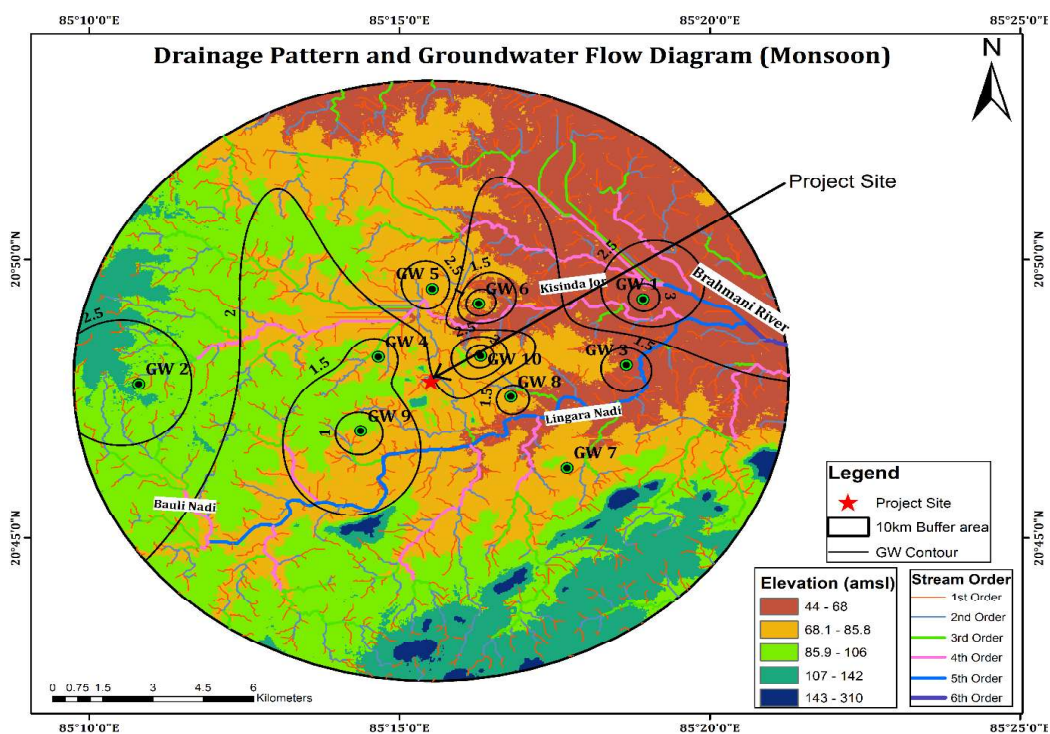 85°10'0"E 85°15'0"E 85°20'0"E 85°25'0"E
Drainage Pattern and Groundwater Flow Diagram (Monsoon)
N
Project Site
20°50'0"N
20°50'0"N
2.5
GW 5
2.5
1.5
GW 6
Kisinda Jor
GW 1
3
Brahmani River
2
2.5
GW 2
GW 4
2.5
GW 10
GW 3
1.5
1.5
GW 8
1.5
GW 9
1
Lingara Nadi
GW 7
Bauli Nadi
20°45'0"N
20°45'0"N
Legend
Project Site
10km Buffer area
GW Contour
Elevation (amsl)
44 - 68
68.1 - 85.8
85.9 - 106
107 - 142
143 - 310
Stream Order
1st Order
2nd Order
3rd Order
4th Order
5th Order
6th Order
0 0.75 1.5 3 4.5 6
Kilometers
85°10'0"E 85°15'0"E 85°20'0"E 85°25'0"E